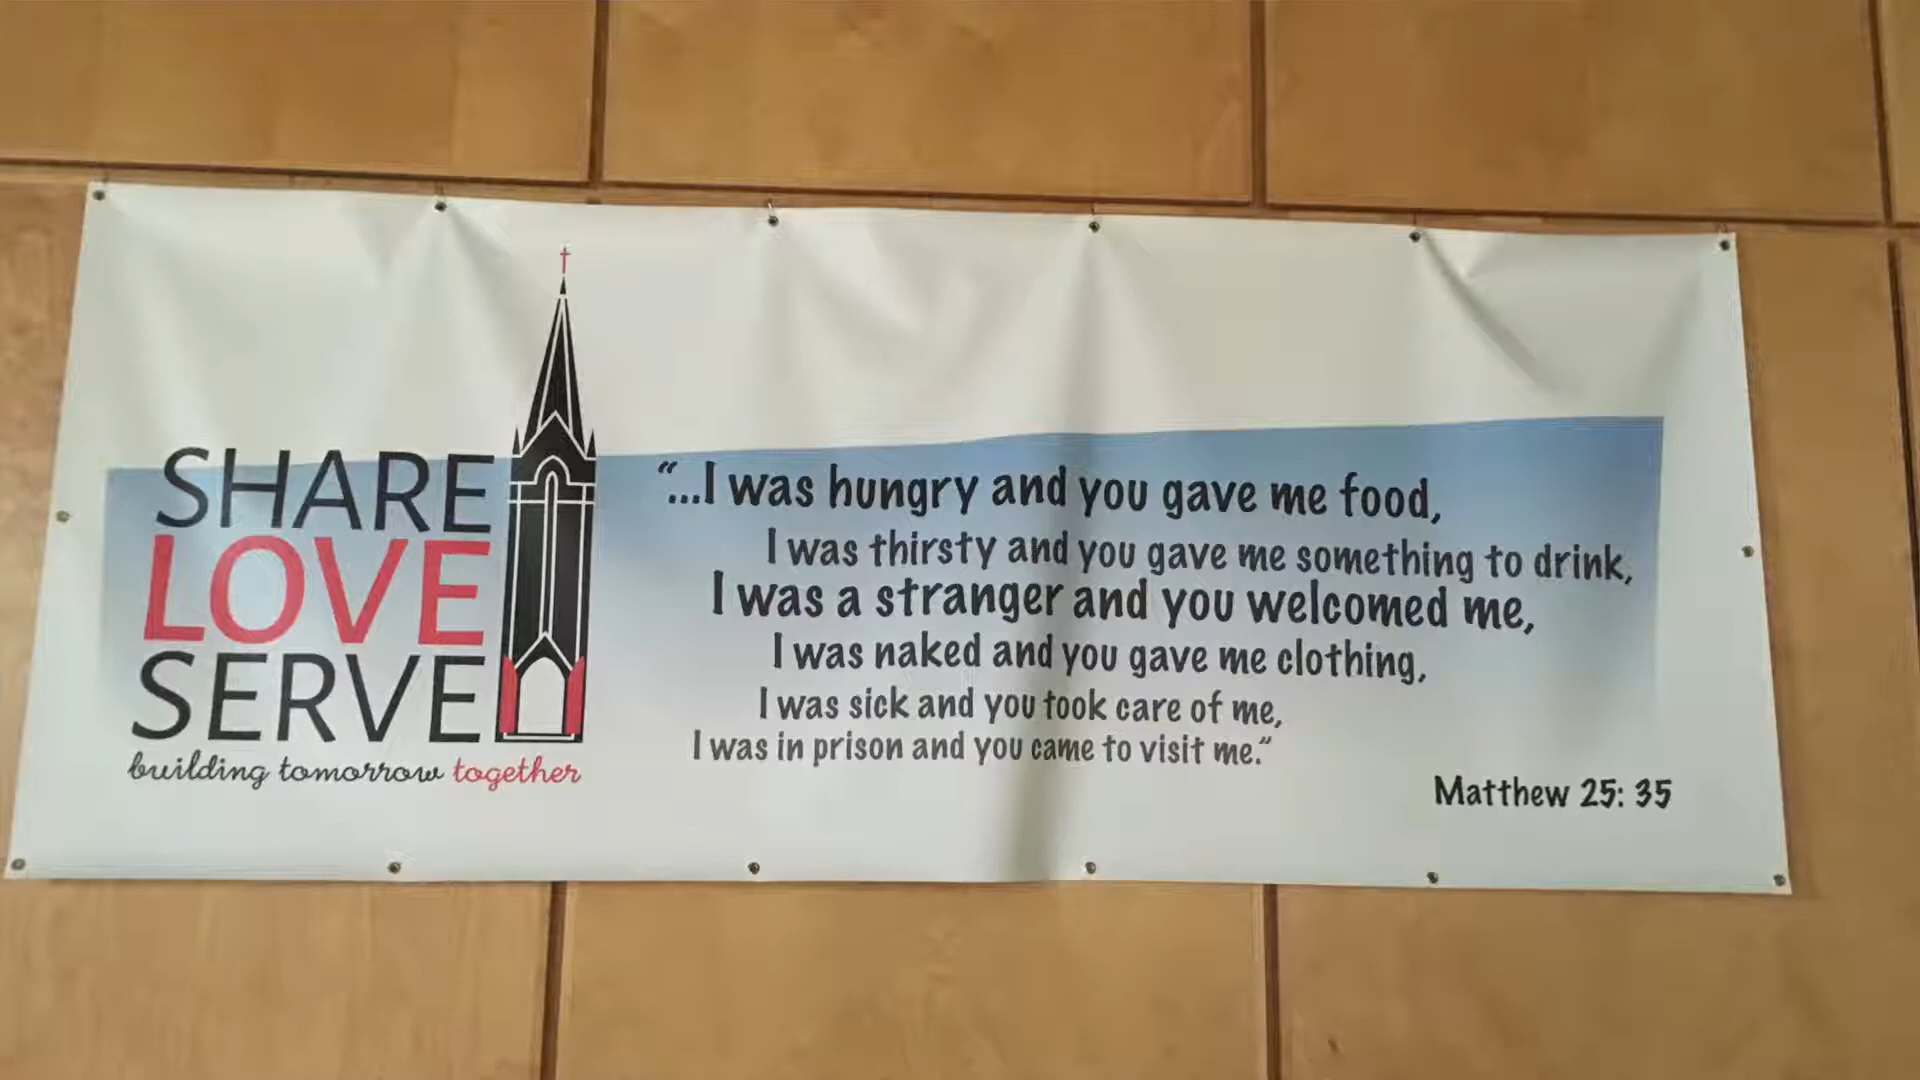 SHARE
LOVE
SERVE
building tomorrow together
“...I was hungry and you gave me food,
I was thirsty and you gave me something to drink,
I was a stranger and you welcomed me,
I was naked and you gave me clothing,
I was sick and you took care of me,
I was in prison and you came to visit me.”
Matthew 25: 35